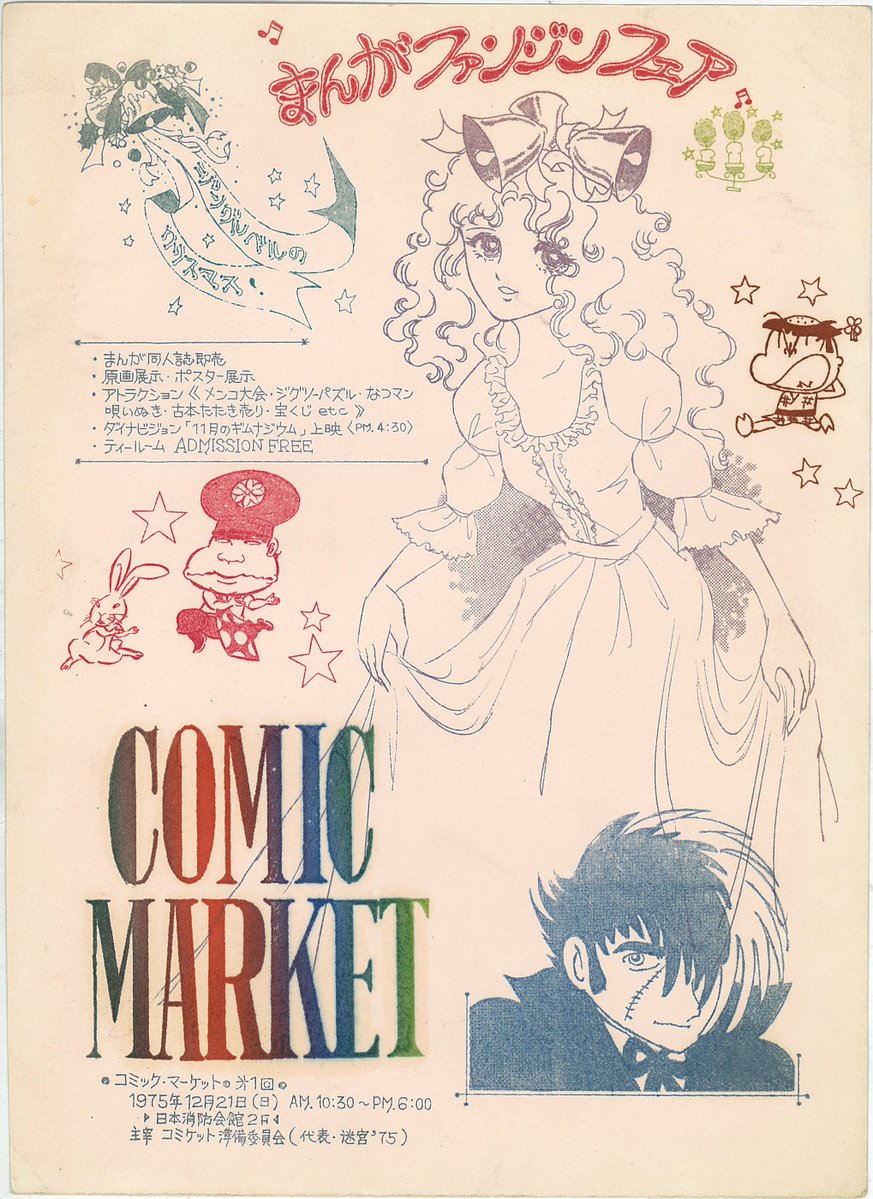 まんがファンジンフェア
ジングルベルの
クリスマス
・まんが同人誌即売
・原画展示・ポスター展示
・アトラクション《メンコ大会・ジグソーパズル・なつマン
唄いぬき・古本たたき売り・宝くじ etc》
・ダイナビジョン「11月のギムナジウム」上映〈PM.4:30〉
・ティールーム ADMISSION FREE
COMIC
MARKET
コミック・マーケット 第1回
1975年12月21日(日) AM.10:30〜PM.6:00
日本消防会館2F
主宰 コミケット準備委員会(代表・迷宮'75)